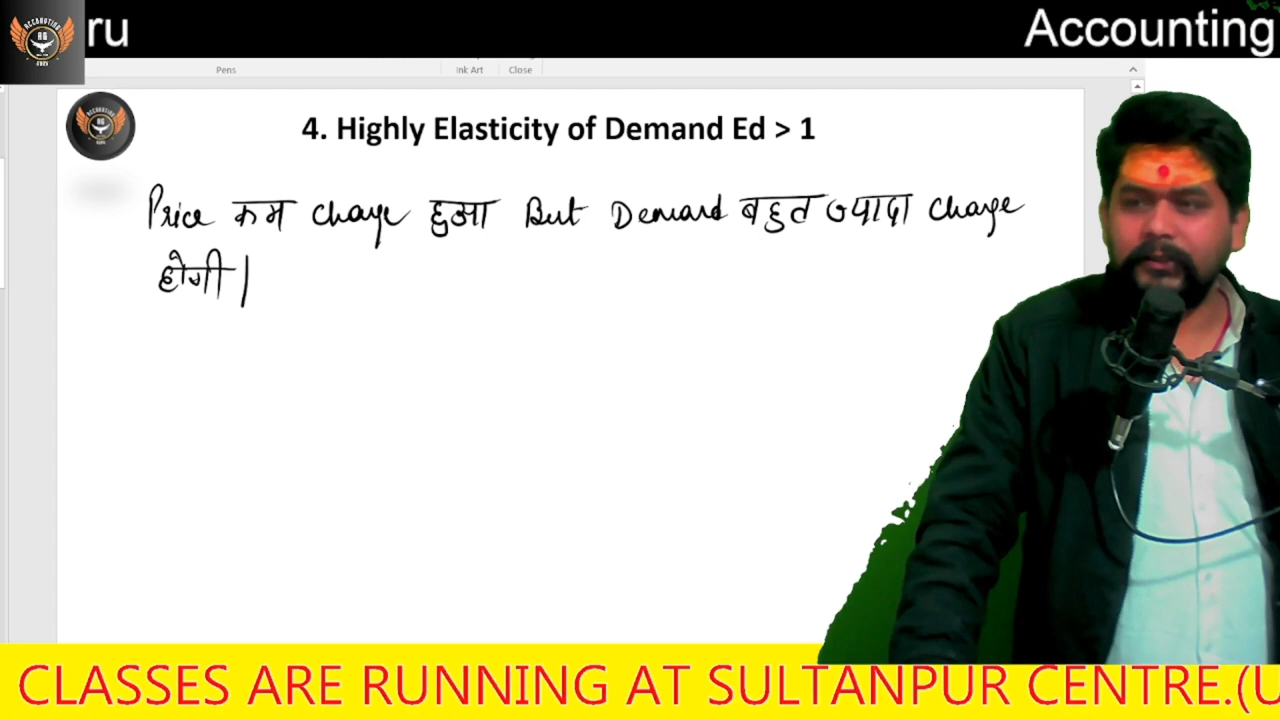 ru
Accounting
Pens
Ink Art
Close
4. Highly Elasticity of Demand Ed > 1
Price कम change हुआ But Demand बहुत ज्यादा change
होगी।
CLASSES ARE RUNNING AT SULTANPUR CENTRE.(U